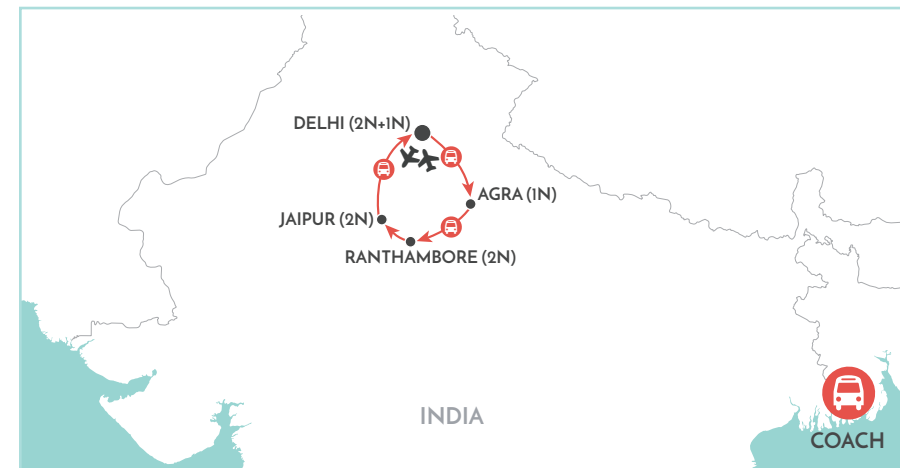 DELHI (2N+1N)
AGRA (1N)
JAIPUR (2N)
RANTHAMBORE (2N)
INDIA
COACH